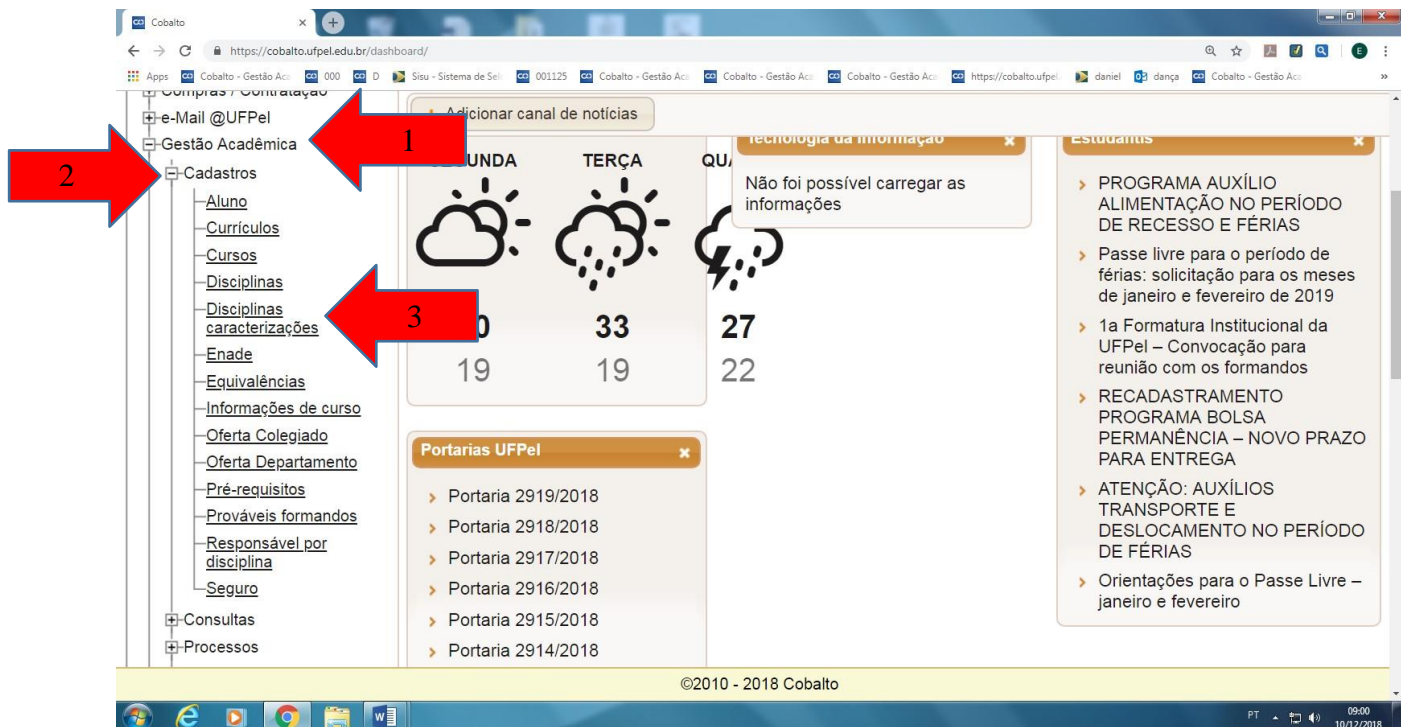 Cobalto
https://cobalto.ufpel.edu.br/dashboard/
Apps
Cobalto - Gestão Aca
000
D
Sisu - Sistema de Sel
001125
Cobalto - Gestão Aca
Cobalto - Gestão Aca
Cobalto - Gestão Aca
https://cobalto.ufpel.
daniel
dança
Cobalto - Gestão Aca
»
Compras / Contratação
e-Mail @UFPel
Gestão Acadêmica
1
2
Cadastros
Aluno
Currículos
Cursos
Disciplinas
Disciplinas
caracterizações
3
Enade
Equivalências
Informações de curso
Oferta Colegiado
Oferta Departamento
Pré-requisitos
Prováveis formandos
Responsável por
disciplina
Seguro
Consultas
Processos
Adicionar canal de notícias
TERÇA
33
27
19
19
22
Portarias UFPel
Portaria 2919/2018
Portaria 2918/2018
Portaria 2917/2018
Portaria 2916/2018
Portaria 2915/2018
Portaria 2914/2018
Tecnologia da Informação
Não foi possível carregar as
informações
Estudantis
PROGRAMA AUXÍLIO
ALIMENTAÇÃO NO PERÍODO
DE RECESSO E FÉRIAS
Passe livre para o período de
férias: solicitação para os meses
de janeiro e fevereiro de 2019
1a Formatura Institucional da
UFPel – Convocação para
reunião com os formandos
RECADASTRAMENTO
PROGRAMA BOLSA
PERMANÊNCIA – NOVO PRAZO
PARA ENTREGA
ATENÇÃO: AUXÍLIOS
TRANSPORTE E
DESLOCAMENTO NO PERÍODO
DE FÉRIAS
Orientações para o Passe Livre –
janeiro e fevereiro
©2010 - 2018 Cobalto
PT
09:00
10/12/2018